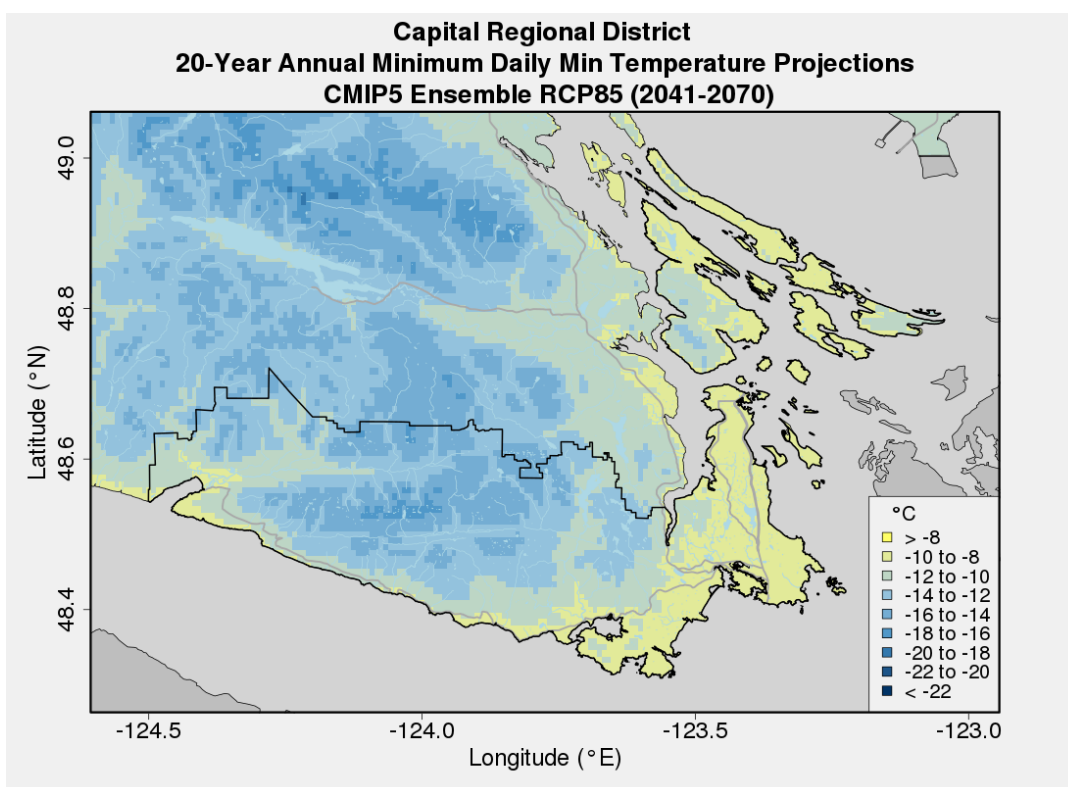 Capital Regional District
20-Year Annual Minimum Daily Min Temperature Projections
CMIP5 Ensemble RCP85 (2041-2070)
Latitude (°N)
49.0
48.8
48.6
48.4
°C
> -8
-10 to -8
-12 to -10
-14 to -12
-16 to -14
-18 to -16
-20 to -18
-22 to -20
< -22
-124.5
-124.0
-123.5
-123.0
Longitude (°E)